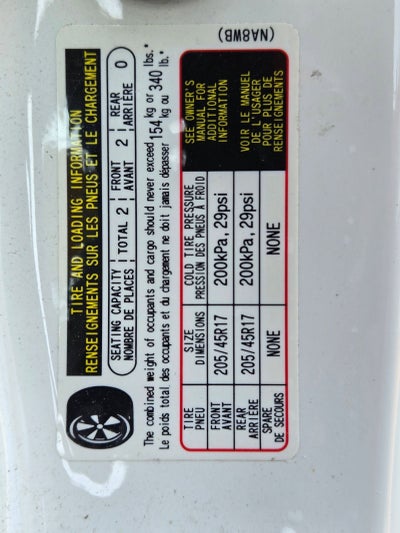 TIRE AND LOADING INFORMATION
RENSEIGNEMENTS SUR LES PNEUS ET LE CHARGEMENT
SEATING CAPACITY TOTAL 2 FRONT 2 REAR 0
NOMBRE DE PLACES AVANT ARRIÈRE
The combined weight of occupants and cargo should never exceed 154 kg or 340 lbs.*
Le poids total des occupants et du chargement ne doit jamais dépasser 154 kg ou 340 lb.*
TIRE SIZE COLD TIRE PRESSURE
PNEU DIMENSIONS PRESSION DES PNEUS À FROID
FRONT
AVANT 205/45R17 200kPa, 29psi
REAR
ARRIÈRE 205/45R17 200kPa, 29psi
SPARE
DE SECOURS NONE NONE
SEE OWNER'S
MANUAL FOR
ADDITIONAL
INFORMATION
VOIR LE MANUEL
DE L'USAGER
POUR PLUS DE
RENSEIGNEMENTS
(NA8WB)